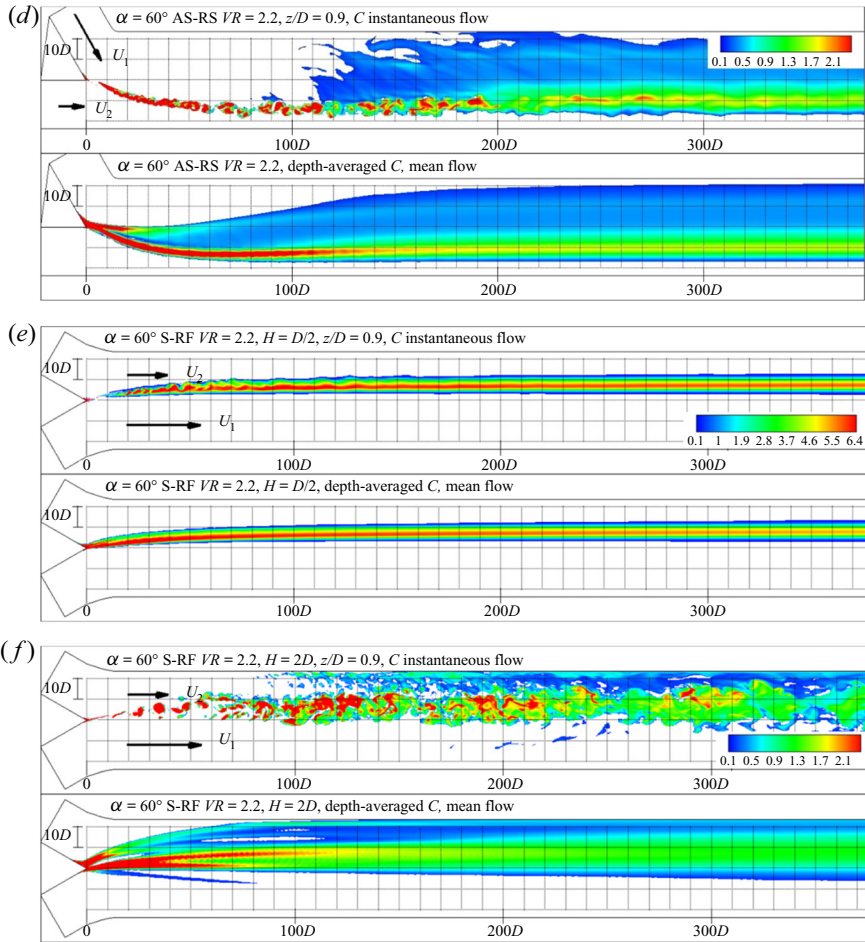 (d)
α = 60° AS-RS VR = 2.2, z/D = 0.9, C instantaneous flow
10D
U1
U2
0.1 0.5 0.9 1.3 1.7 2.1
0 100D 200D 300D
α = 60° AS-RS VR = 2.2, depth-averaged C, mean flow
10D
0 100D 200D 300D
(e)
α = 60° S-RF VR = 2.2, H = D/2, z/D = 0.9, C instantaneous flow
10D
U2
U1
0.1 1 1.9 2.8 3.7 4.6 5.5 6.4
0 100D 200D 300D
α = 60° S-RF VR = 2.2, H = D/2, depth-averaged C, mean flow
10D
0 100D 200D 300D
(f)
α = 60° S-RF VR = 2.2, H = 2D, z/D = 0.9, C instantaneous flow
10D
U2
U1
0.1 0.5 0.9 1.3 1.7 2.1
0 100D 200D 300D
α = 60° S-RF VR = 2.2, H = 2D, depth-averaged C, mean flow
10D
0 100D 200D 300D